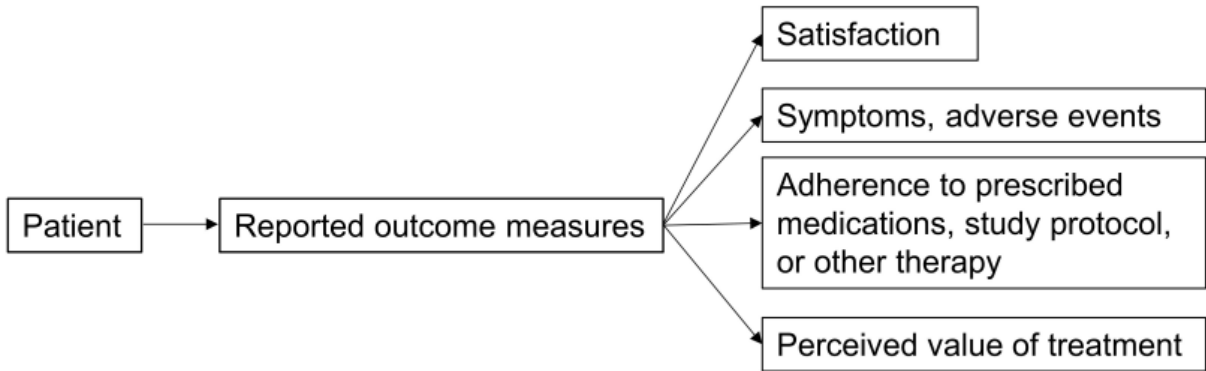 Patient
Reported outcome measures
Satisfaction
Symptoms, adverse events
Adherence to prescribed
medications, study protocol,
or other therapy
Perceived value of treatment